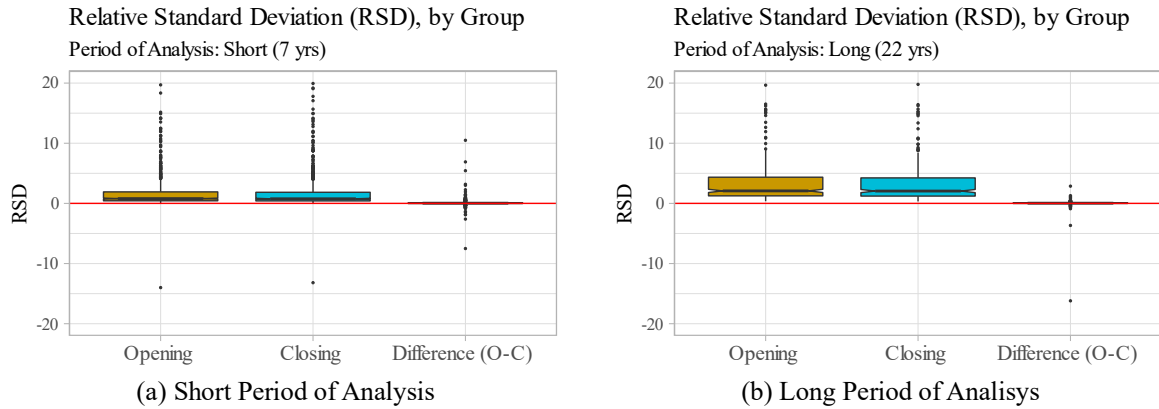 Relative Standard Deviation (RSD), by Group
Period of Analysis: Short (7 yrs)
20
10
0
-10
-20
RSD
Opening
Closing
Difference (O-C)
(a) Short Period of Analysis
Relative Standard Deviation (RSD), by Group
Period of Analysis: Long (22 yrs)
20
10
0
-10
-20
RSD
Opening
Closing
Difference (O-C)
(b) Long Period of Analisys